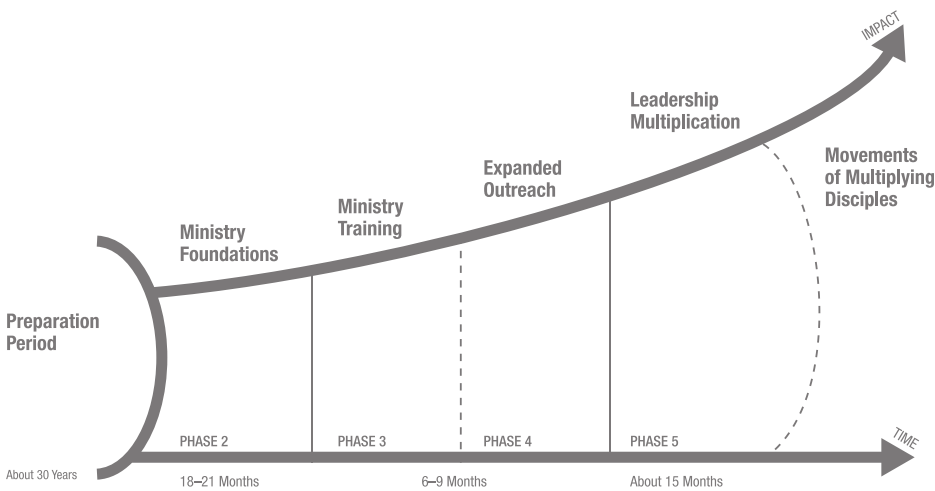 IMPACT
Leadership
Multiplication
Movements
of Multiplying
Disciples
Expanded
Outreach
Ministry
Training
Ministry
Foundations
Preparation
Period
PHASE 2
PHASE 3
PHASE 4
PHASE 5
TIME
About 30 Years
18–21 Months
6–9 Months
About 15 Months